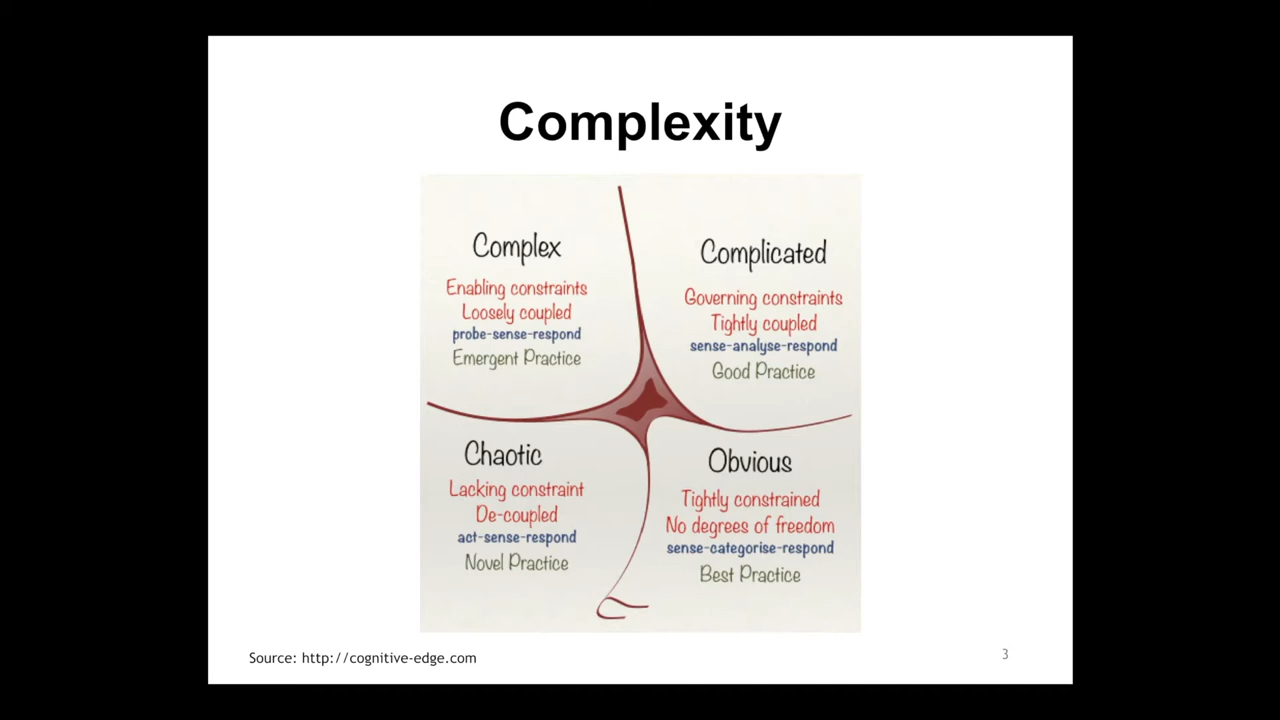 Complexity
Complex
Enabling constraints
Loosely coupled
probe-sense-respond
Emergent Practice
Complicated
Governing constraints
Tightly coupled
sense-analyse-respond
Good Practice
Chaotic
Lacking constraint
De-coupled
act-sense-respond
Novel Practice
Obvious
Tightly constrained
No degrees of freedom
sense-categorise-respond
Best Practice
Source: http://cognitive-edge.com
3